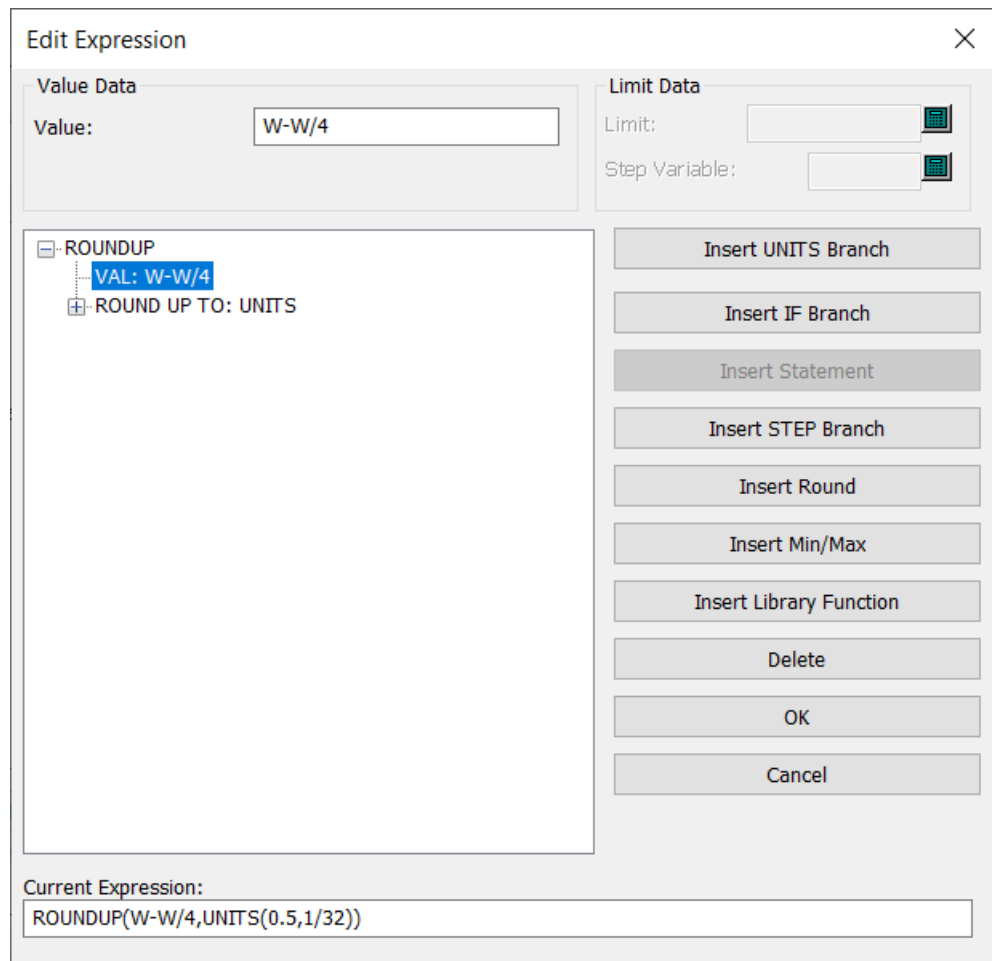 Edit Expression
Value Data
Value:
W-W/4
Limit Data
Limit:
Step Variable:
ROUNDUP
VAL: W-W/4
ROUND UP TO: UNITS
Insert UNITS Branch
Insert IF Branch
Insert Statement
Insert STEP Branch
Insert Round
Insert Min/Max
Insert Library Function
Delete
OK
Cancel
Current Expression:
ROUNDUP(W-W/4,UNITS(0.5,1/32))